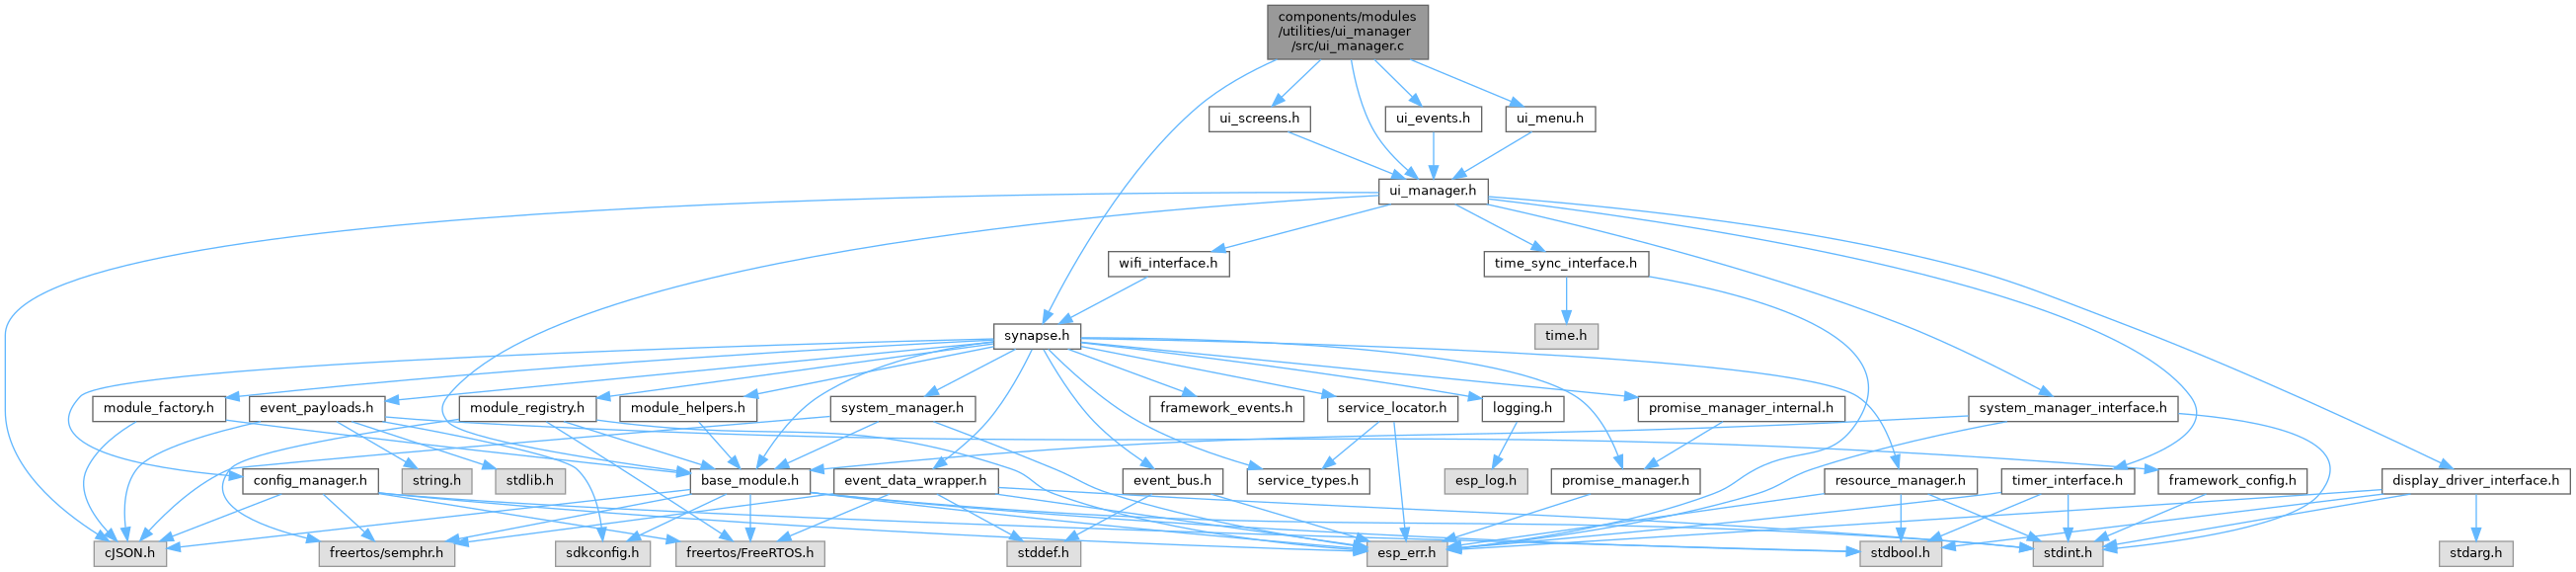 components/modules
/utilities/ui_manager
/src/ui_manager.c
ui_screens.h
ui_events.h
ui_menu.h
ui_manager.h
wifi_interface.h
time_sync_interface.h
synapse.h
time.h
module_factory.h
event_payloads.h
module_registry.h
module_helpers.h
system_manager.h
framework_events.h
service_locator.h
logging.h
promise_manager_internal.h
system_manager_interface.h
config_manager.h
string.h
stdlib.h
base_module.h
event_data_wrapper.h
event_bus.h
service_types.h
esp_log.h
promise_manager.h
resource_manager.h
timer_interface.h
framework_config.h
display_driver_interface.h
cJSON.h
freertos/semphr.h
sdkconfig.h
freertos/FreeRTOS.h
stddef.h
esp_err.h
stdbool.h
stdint.h
stdarg.h